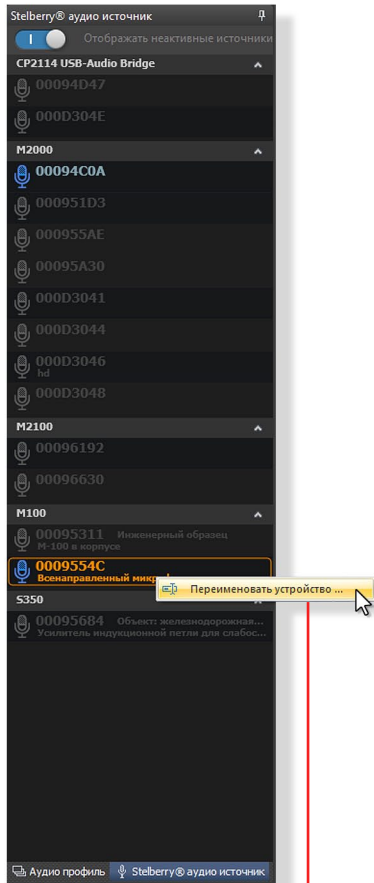 Stelberry® аудио источник
Отображать неактивные источники
CP2114 USB-Audio Bridge
00094D47
000D304E
M2000
00094C0A
000951D3
000955AE
00095A30
000D3041
000D3044
000D3046
hd
000D3048
M2100
00096192
00096630
M100
00095311 Инженерный образец
М-100 в корпусе
0009554C
Всенаправленный
Переименовать устройство ...
S350
00095684 Объект: железнодорожная...
Усилитель индукционной петли для слабос...
Аудио профиль Stelberry® аудио источник